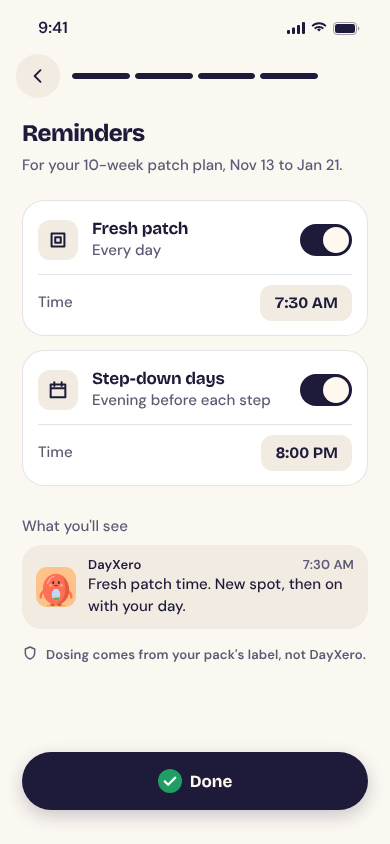 9:41
Reminders
For your 10-week patch plan, Nov 13 to Jan 21.
Fresh patch
Every day
Time
7:30 AM
Step-down days
Evening before each step
Time
8:00 PM
What you'll see
DayXero
7:30 AM
Fresh patch time. New spot, then on
with your day.
Dosing comes from your pack's label, not DayXero.
Done